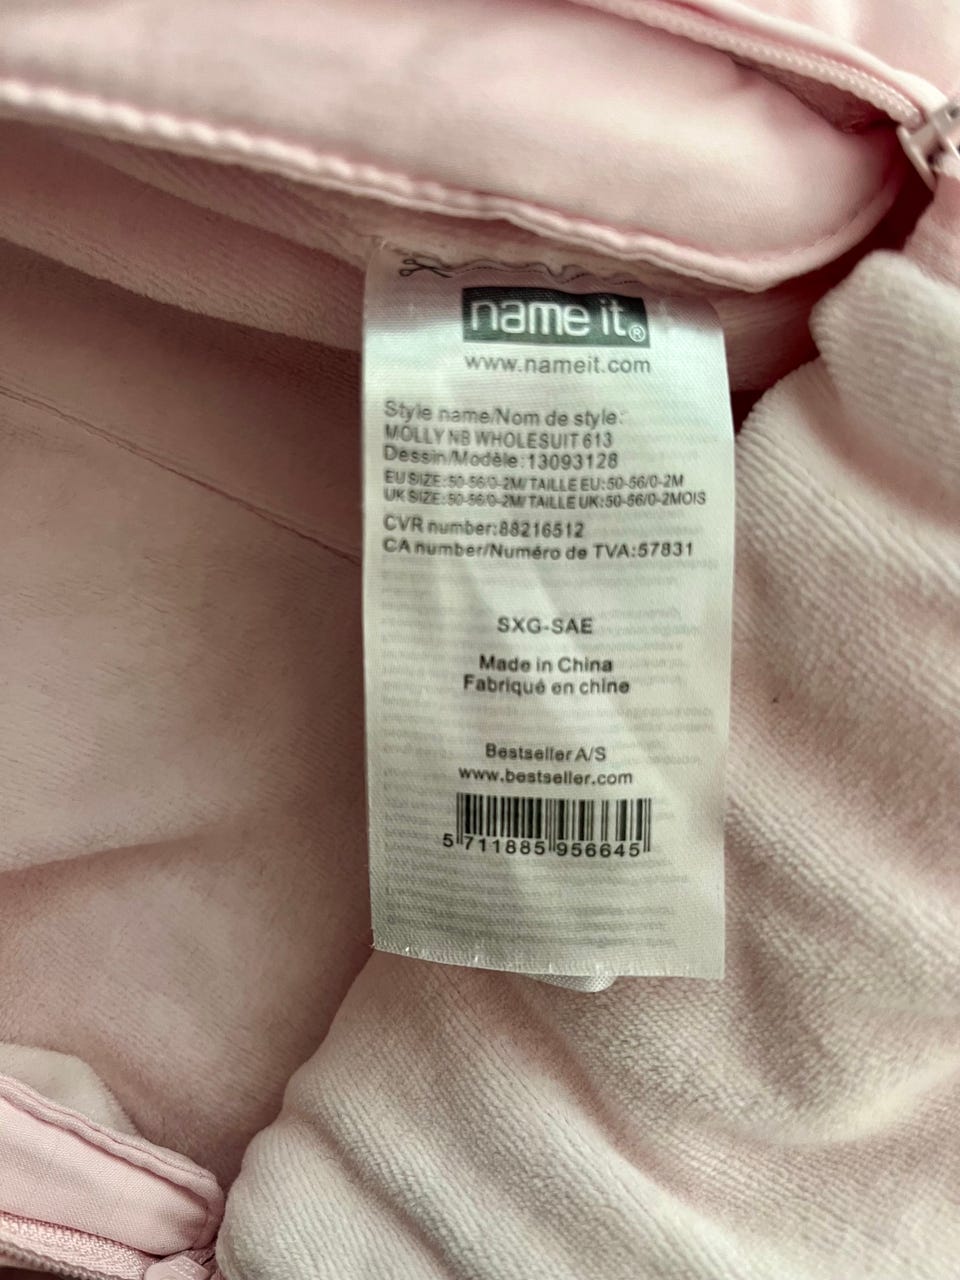 name it®
www.nameit.com
Style name/Nom de style:
MOLLY NB WHOLESUIT 613
Dessin/Modèle:13093128
EU SIZE:50-56/0-2M/TAILLE EU:50-56/0-2M
UK SIZE:50-56/0-2M/TAILLE UK:50-56/0-2MOIS
CVR number:88216512
CA number/Numéro de TVA:57831
SXG-SAE
Made in China
Fabriqué en chine
Bestseller A/S
www.bestseller.com
5 711885 956645